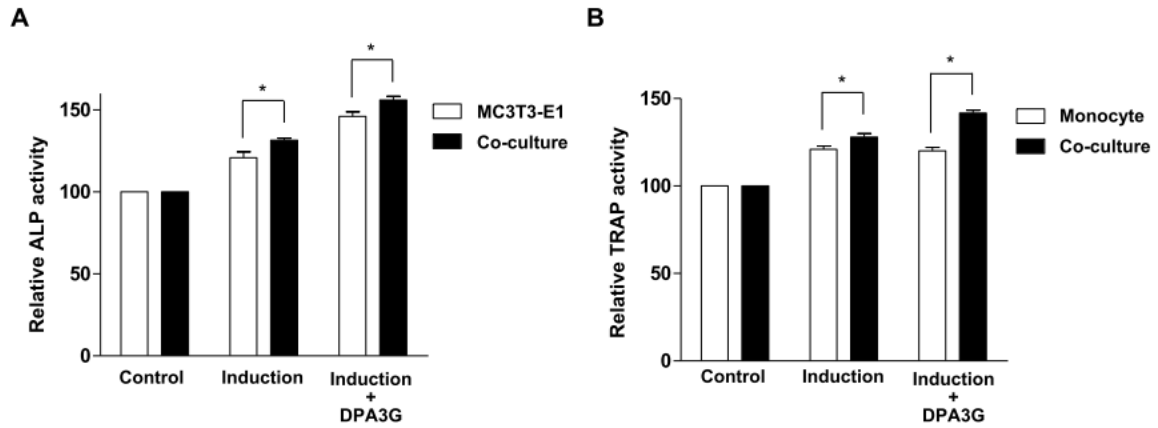 A
Relative ALP activity
150
100
50
0
*
*
MC3T3-E1
Co-culture
Control
Induction
Induction
+
DPA3G
B
Relative TRAP activity
150
100
50
0
*
*
Monocyte
Co-culture
Control
Induction
Induction
+
DPA3G